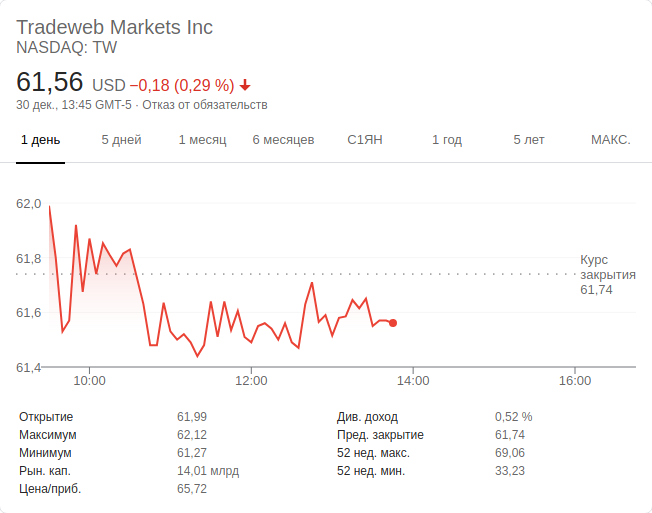 Tradeweb Markets Inc
NASDAQ: TW
61,56 USD −0,18 (0,29 %)
30 дек., 13:45 GMT-5 · Отказ от обязательств
1 день 5 дней 1 месяц 6 месяцев С1ЯН 1 год 5 лет МАКС.
62,0
61,8
Курс
закрытия
61,74
61,6
61,4
10:00 12:00 14:00 16:00
Открытие 61,99 Див. доход 0,52 %
Максимум 62,12 Пред. закрытие 61,74
Минимум 61,27 52 нед. макс. 69,06
Рын. кап. 14,01 млрд 52 нед. мин. 33,23
Цена/приб. 65,72